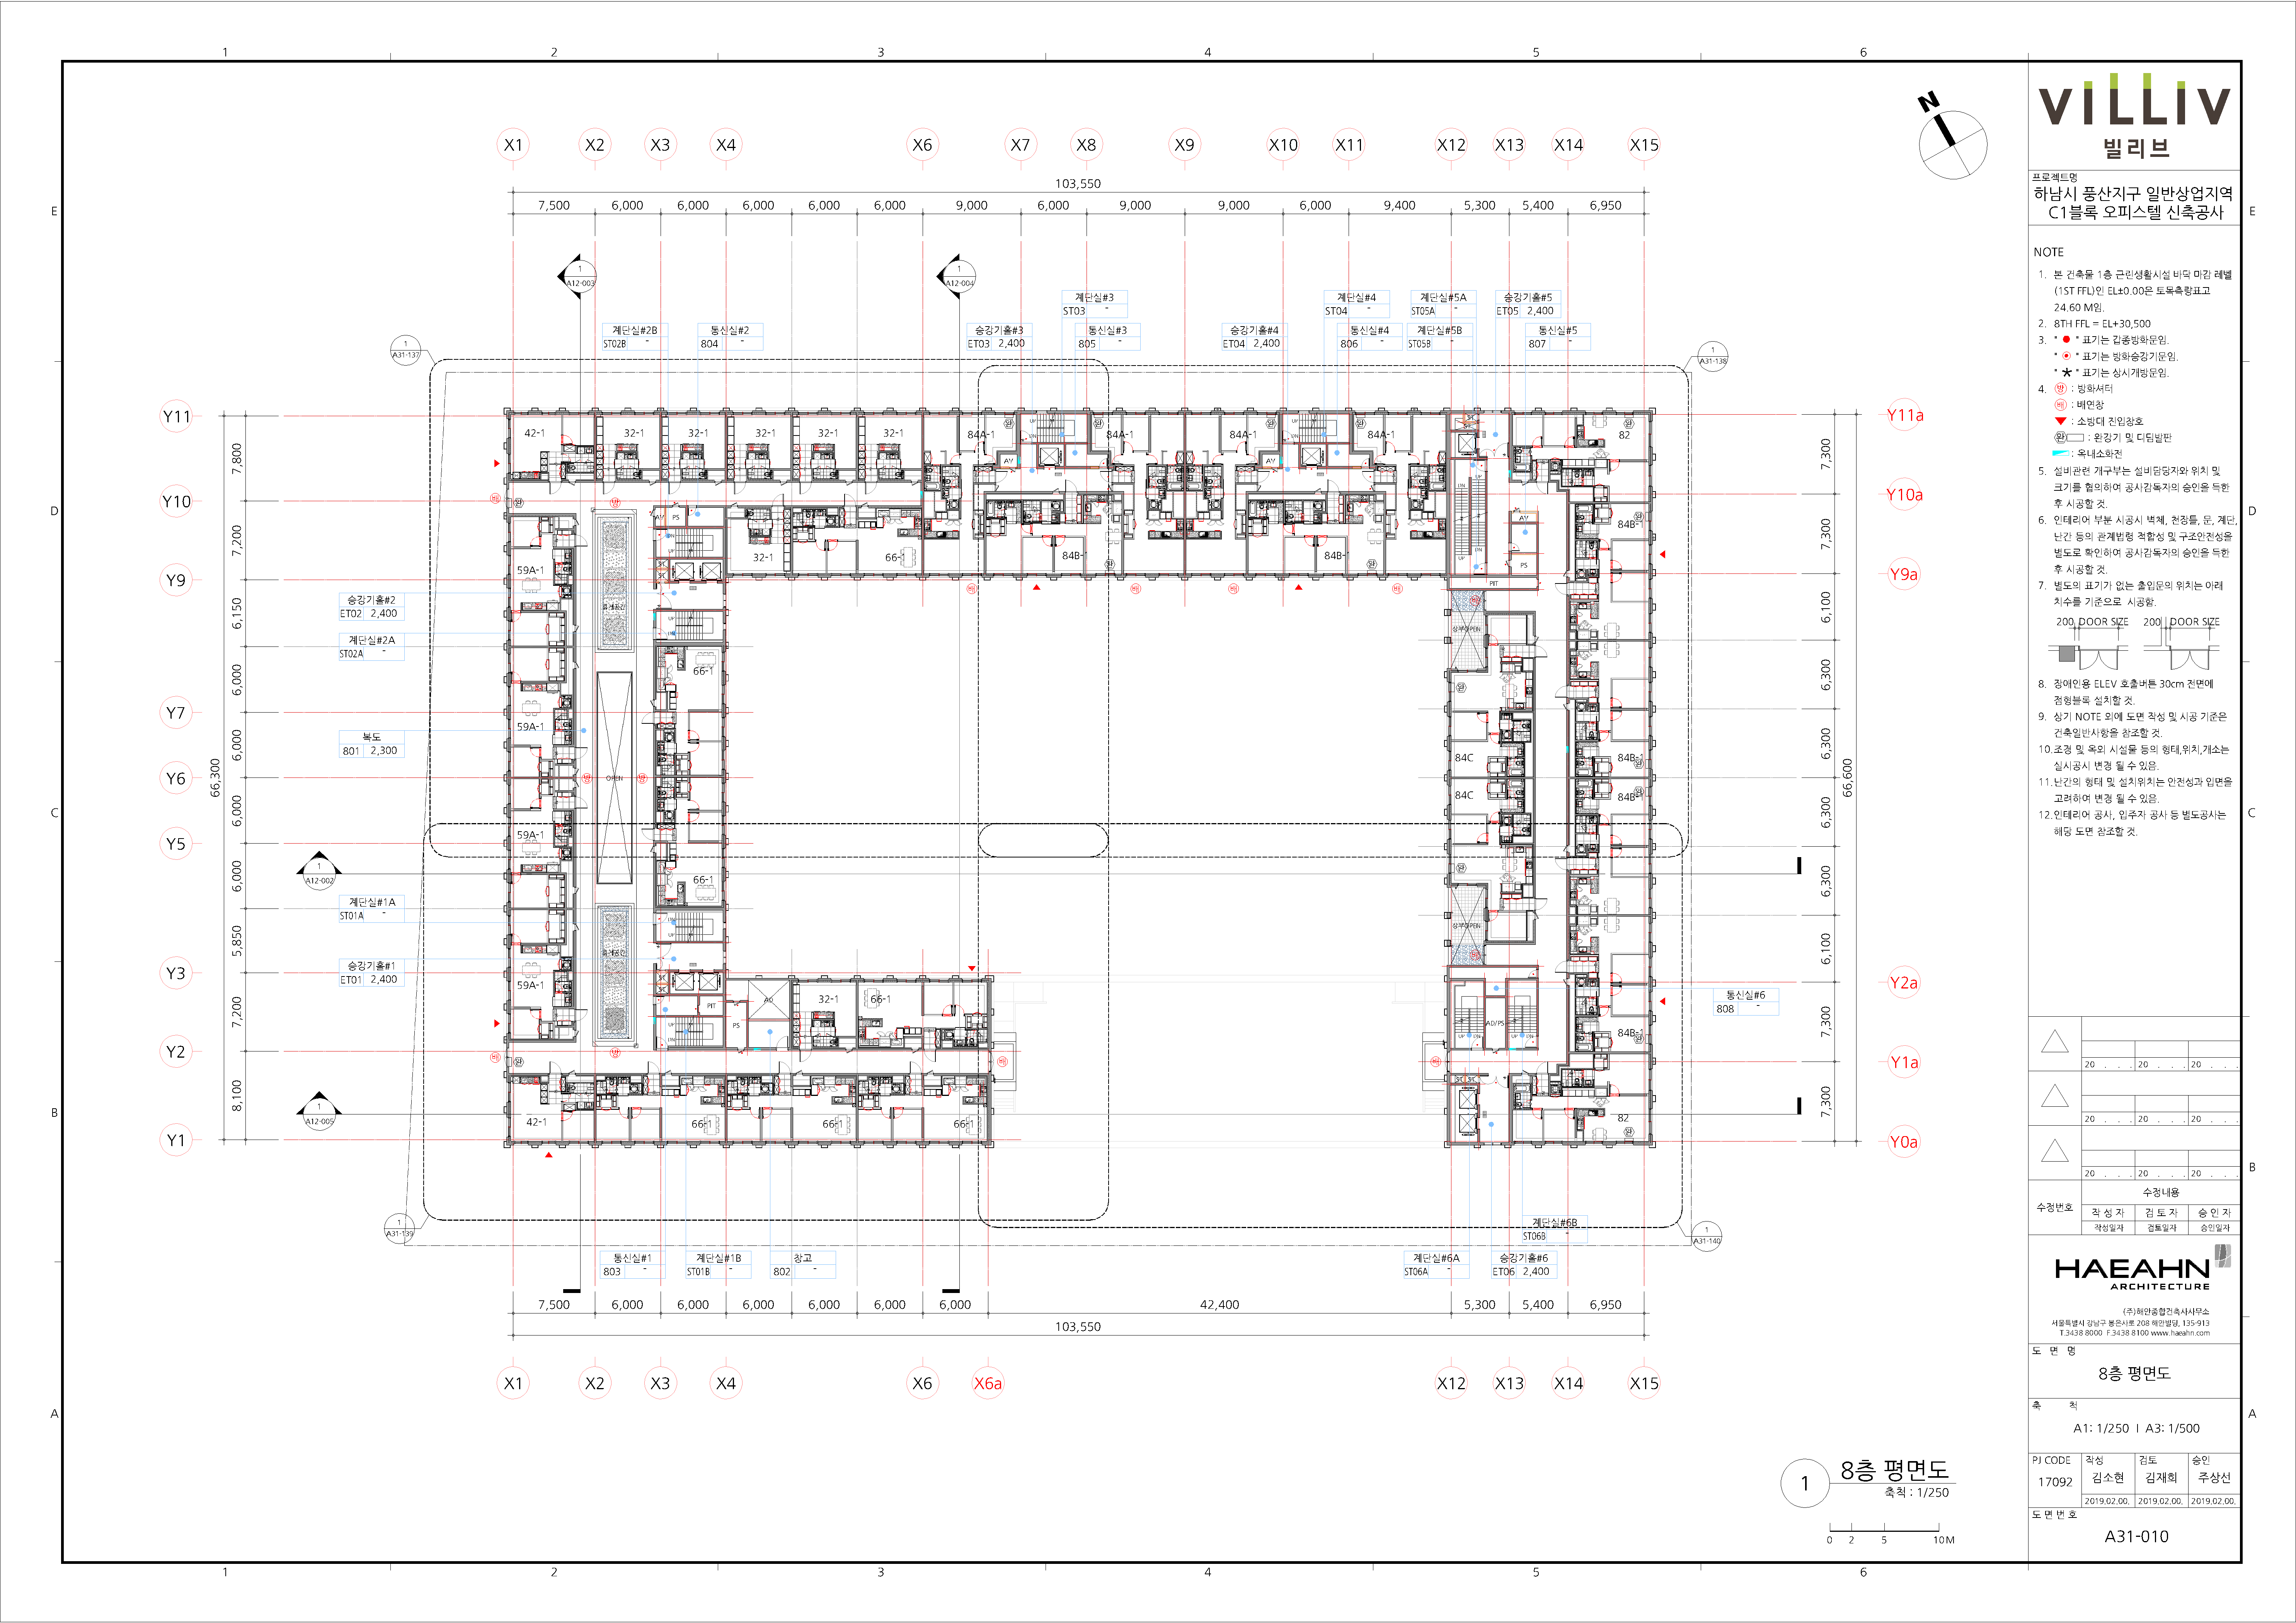 1 2 3 4 5 6
E
D
C
B
A
N
X1 X2 X3 X4 X6 X7 X8 X9 X10 X11 X12 X13 X14 X15
103,550
7,500 6,000 6,000 6,000 6,000 6,000 9,000 6,000 9,000 9,000 6,000 9,400 5,300 5,400 6,950
1
A12-003
1
A12-004
계단실#3
ST03 -
계단실#4
ST04 -
계단실#5A
ST05A -
승강기홀#5
ET05 2,400
계단실#2B
ST02B -
통신실#2
804 -
승강기홀#3
ET03 2,400
통신실#3
805 -
승강기홀#4
ET04 2,400
통신실#4
806 -
계단실#5B
ST05B -
통신실#5
807 -
1
A31-137
1
A31-138
Y11
Y10
Y9
Y7
Y6
Y5
Y3
Y2
Y1
7,800
7,200
6,150
6,000
6,000
6,000
6,000
5,850
7,200
8,100
66,300
Y11a
Y10a
Y9a
Y2a
Y1a
Y0a
7,300
7,300
6,100
6,300
6,300
6,300
6,300
6,100
7,300
7,300
66,600
42-1 32-1 32-1 32-1 32-1 32-1 84A-1 84A-1 84A-1 84A-1 82
32-1 66-1 84B-1 84B-1 84B-1
AV PS AV AV AV PS PIT
59A-1
59A-1
59A-1
59A-1
66-1
66-1
OPEN
상부OPEN
84C
84C
84B-1
84B-1
상부OPEN
84B-1
82
PIT PS AD 32-1 66-1
AD/PS
42-1 66-1 66-1 66-1
승강기홀#2
ET02 2,400
계단실#2A
ST02A -
복도
801 2,300
1
A12-002
계단실#1A
ST01A -
승강기홀#1
ET01 2,400
1
A12-005
통신실#6
808 -
1
A31-139
1
A31-140
통신실#1
803 -
계단실#1B
ST01B -
창고
802 -
계단실#6B
ST06B -
계단실#6A
ST06A -
승강기홀#6
ET06 2,400
7,500 6,000 6,000 6,000 6,000 6,000 6,000 42,400 5,300 5,400 6,950
103,550
X1 X2 X3 X4 X6 X6a X12 X13 X14 X15
1
8층 평면도
축척 : 1/250
0 2 5 10M
1 2 3 4 5 6
E
D
C
B
A
VILLIV
빌리브
프로젝트명
하남시 풍산지구 일반상업지역
C1블록 오피스텔 신축공사
NOTE
1. 본 건축물 1층 근린생활시설 바닥 마감 레벨
(1ST FFL)인 EL±0.00은 토목측량표고
24.60 M임.
2. 8TH FFL = EL+30,500
3. " " 표기는 갑종방화문임.
" " 표기는 방화승강기문임.
" " 표기는 상시개방문임.
4. 방 : 방화셔터
배 : 배연창
: 소방대 진입창호
완 : 완강기 및 디딤발판
: 옥내소화전
5. 설비관련 개구부는 설비담당자와 위치 및
크기를 협의하여 공사감독자의 승인을 득한
후 시공할 것.
6. 인테리어 부분 시공시 벽체, 천장틀, 문, 계단,
난간 등의 관계법령 적합성 및 구조안전성을
별도로 확인하여 공사감독자의 승인을 득한
후 시공할 것.
7. 별도의 표기가 없는 출입문의 위치는 아래
치수를 기준으로 시공함.
200 DOOR SIZE 200 DOOR SIZE
8. 장애인용 ELEV 호출버튼 30cm 전면에
점형블록 설치할 것.
9. 상기 NOTE 외에 도면 작성 및 시공 기준은
건축일반사항을 참조할 것.
10.조경 및 옥외 시설물 등의 형태,위치,개소는
실시공시 변경 될 수 있음.
11.난간의 형태 및 설치위치는 안전성과 입면을
고려하여 변경 될 수 있음.
12.인테리어 공사, 입주자 공사 등 별도공사는
해당 도면 참조할 것.
20 . . . 20 . . . 20 . . .
20 . . . 20 . . . 20 . . .
20 . . . 20 . . . 20 . . .
수정번호
수정내용
작 성 자 검 토 자 승 인 자
작성일자 검토일자 승인일자
HAEAHN
ARCHITECTURE
(주)해안종합건축사사무소
서울특별시 강남구 봉은사로 208 해안빌딩, 135-913
T.3438 8000 F.3438 8100 www.haeahn.com
도 면 명
8층 평면도
축 척
A1: 1/250 I A3: 1/500
PJ CODE 작성 검토 승인
17092 김소현 김재희 주상선
2019.02.00. 2019.02.00. 2019.02.00.
도 면 번 호
A31-010